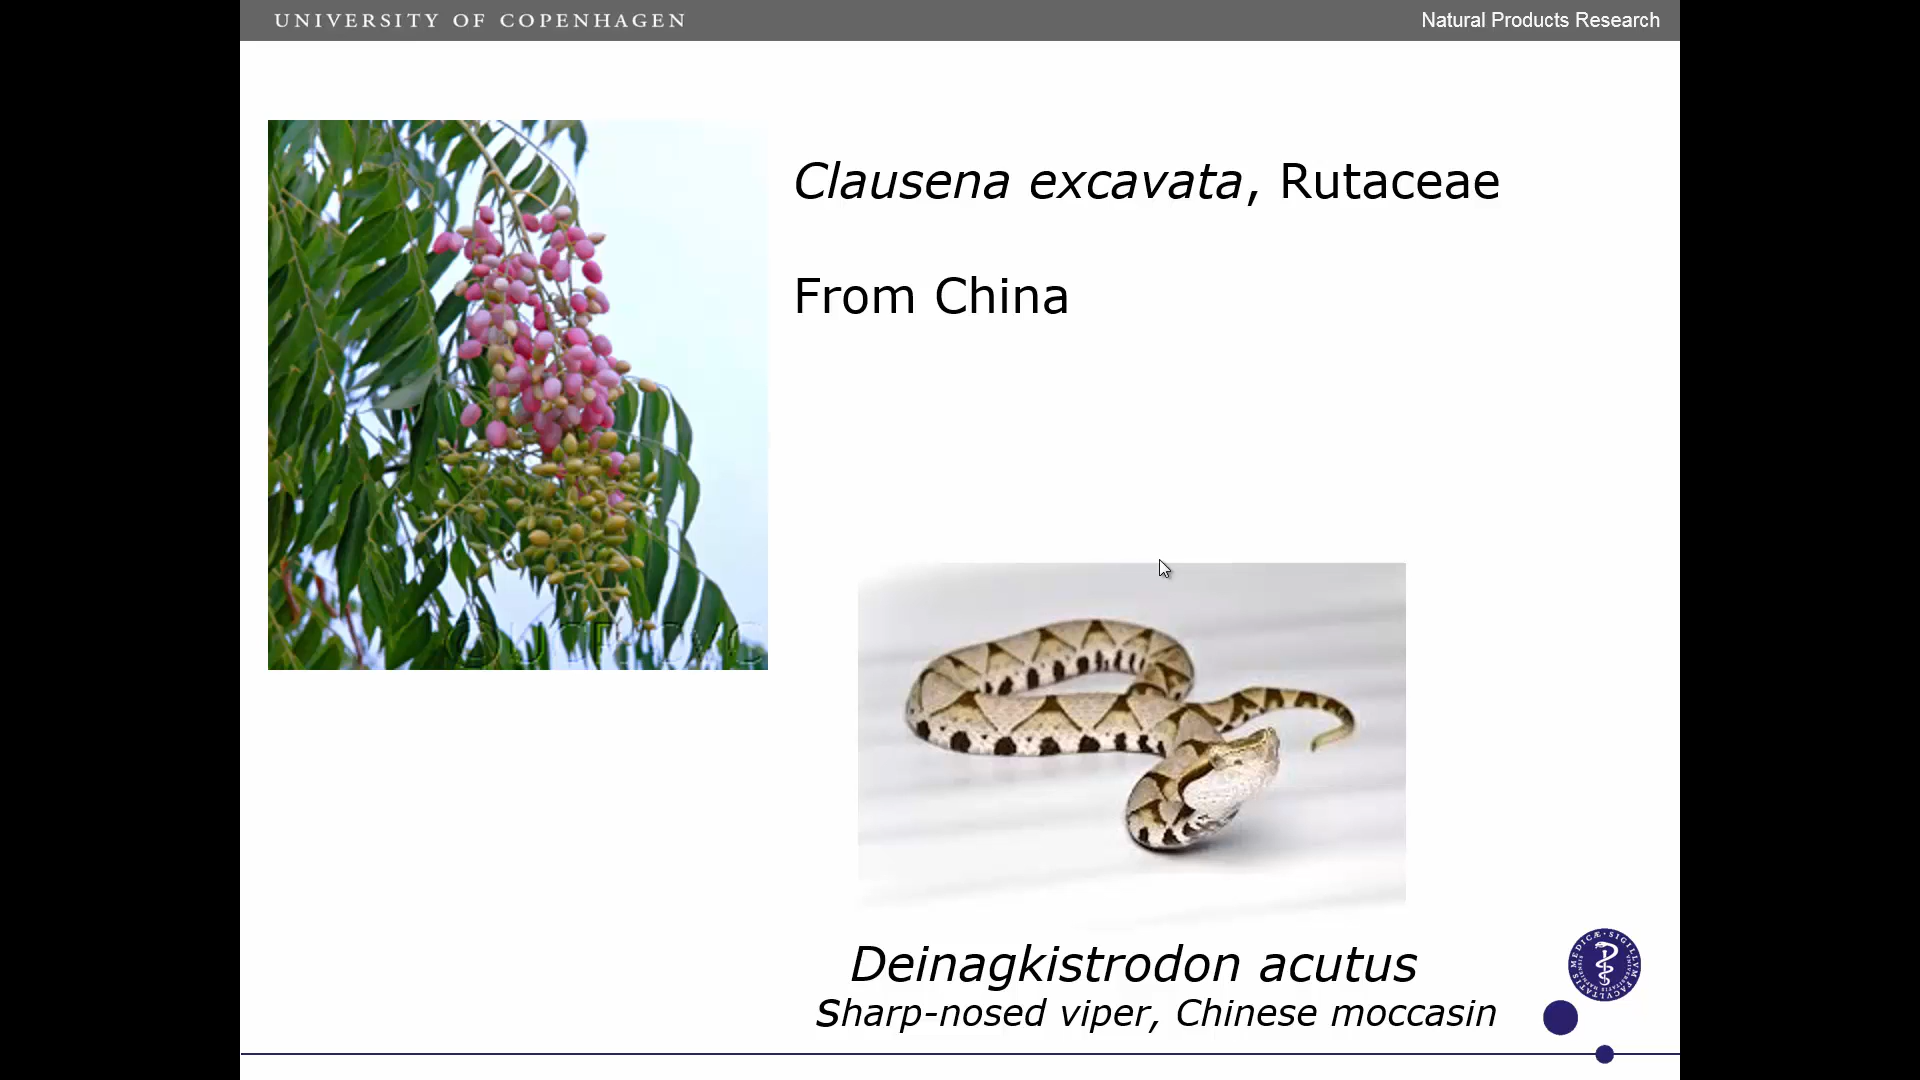 UNIVERSITY OF COPENHAGEN
Natural Products Research
Clausena excavata, Rutaceae
From China
Deinagkistrodon acutus
Sharp-nosed viper, Chinese moccasin